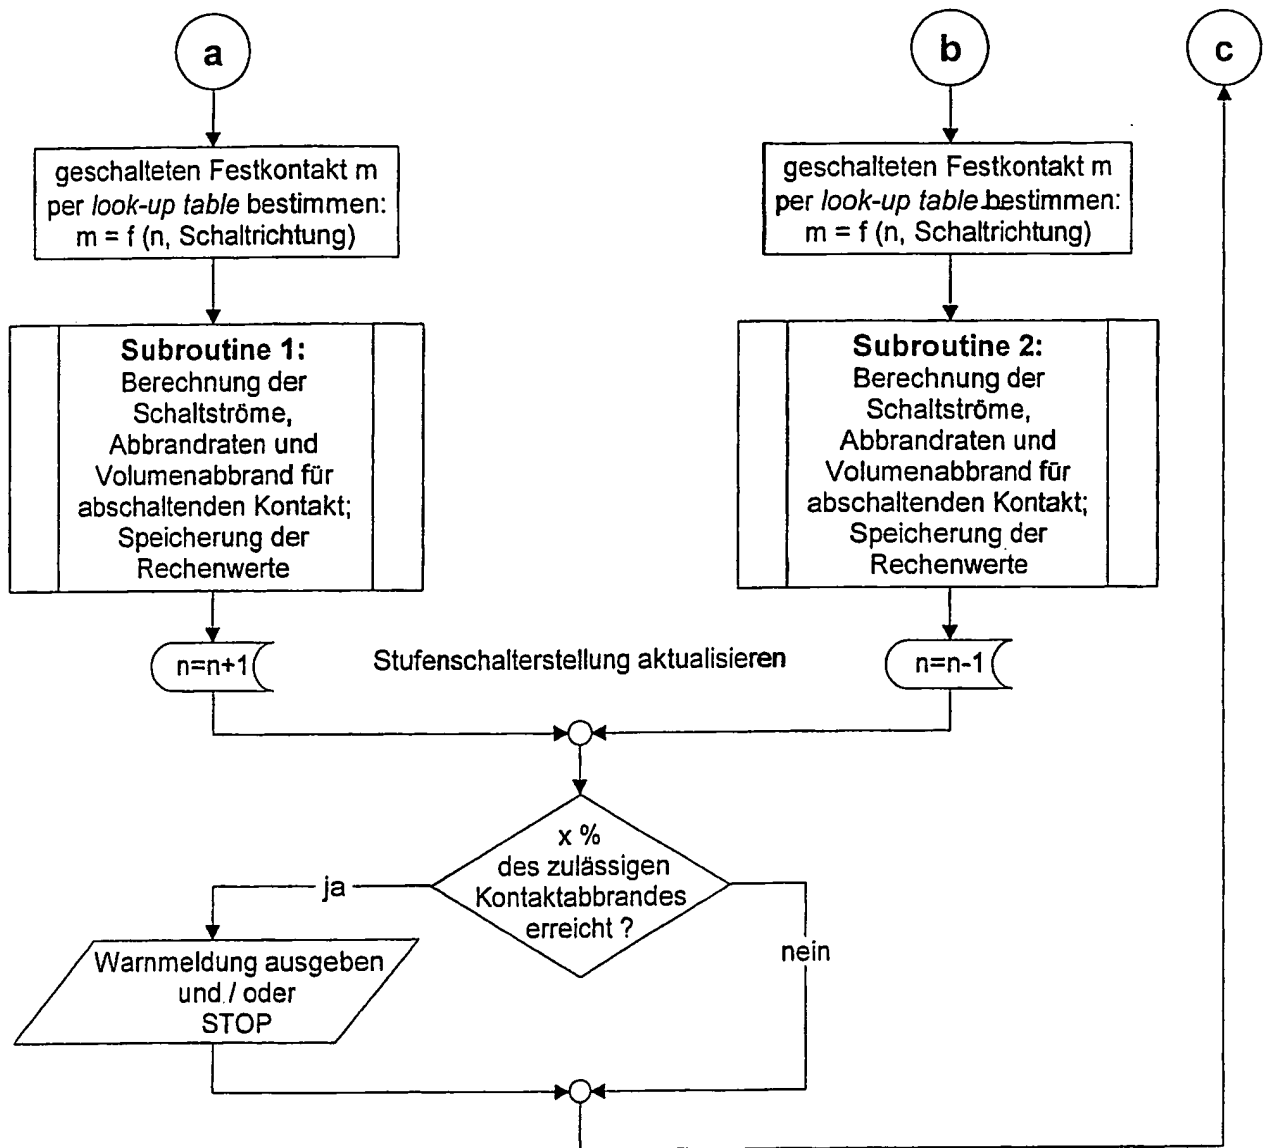 a
b
c
geschalteten Festkontakt m
per look-up table bestimmen:
m = f (n, Schaltrichtung)
geschalteten Festkontakt m
per look-up table bestimmen:
m = f (n, Schaltrichtung)
Subroutine 1:
Berechnung der
Schaltströme,
Abbrandraten und
Volumenabbrand für
abschaltenden Kontakt;
Speicherung der
Rechenwerte
Subroutine 2:
Berechnung der
Schaltströme,
Abbrandraten und
Volumenabbrand für
abschaltenden Kontakt;
Speicherung der
Rechenwerte
n=n+1
Stufenschalterstellung aktualisieren
n=n-1
x %
des zulässigen
Kontaktabbrandes
erreicht ?
ja
nein
Warnmeldung ausgeben
und / oder
STOP